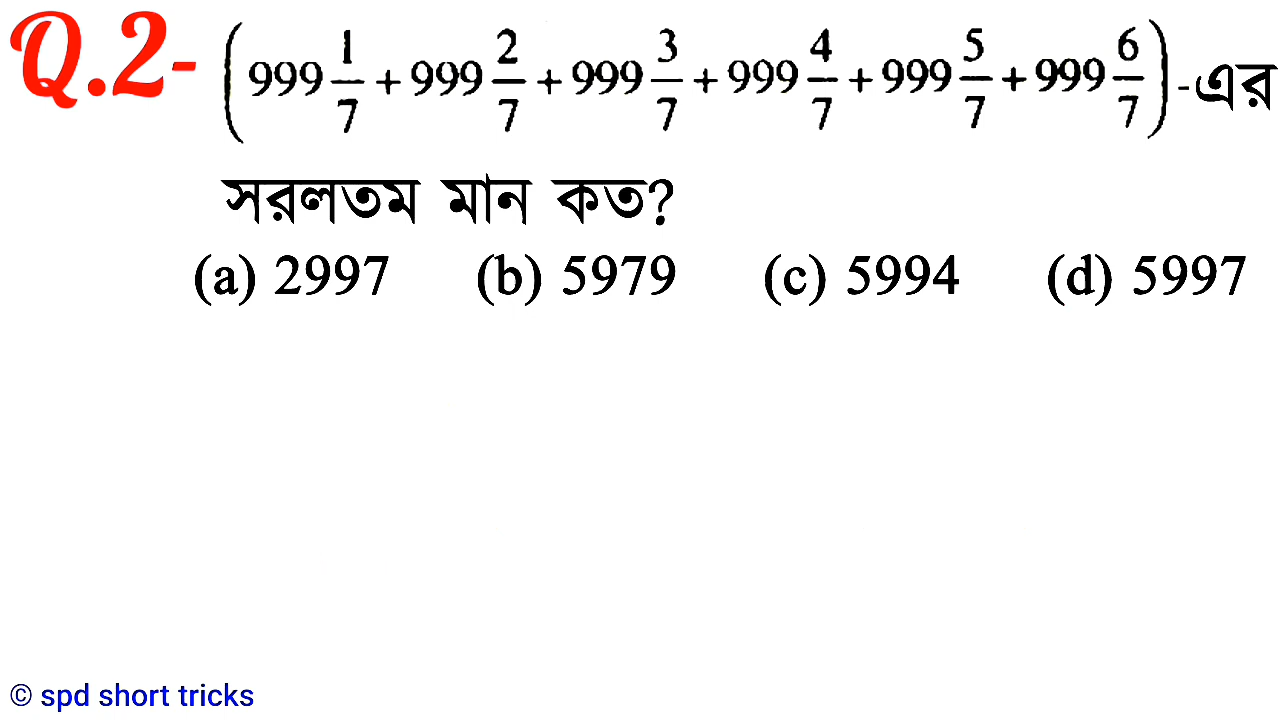 Q.2- (999 1/7 + 999 2/7 + 999 3/7 + 999 4/7 + 999 5/7 + 999 6/7) -এর
সরলতম মান কত?
(a) 2997 (b) 5979 (c) 5994 (d) 5997
© spd short tricks